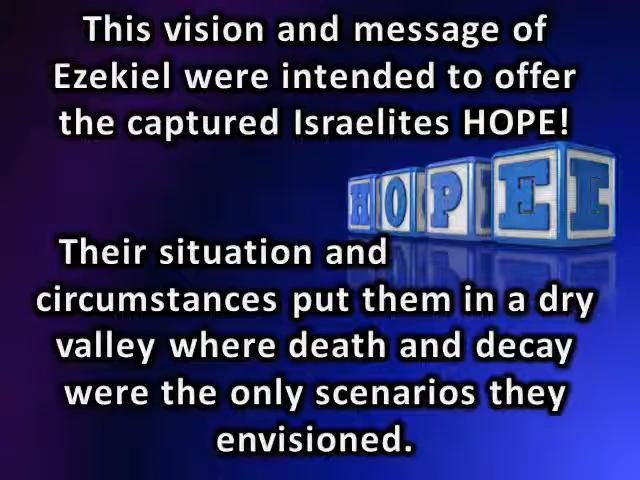 This vision and message of
Ezekiel were intended to offer
the captured Israelites HOPE!
HOPE E
Their situation and
circumstances put them in a dry
valley where death and decay
were the only scenarios they
envisioned.